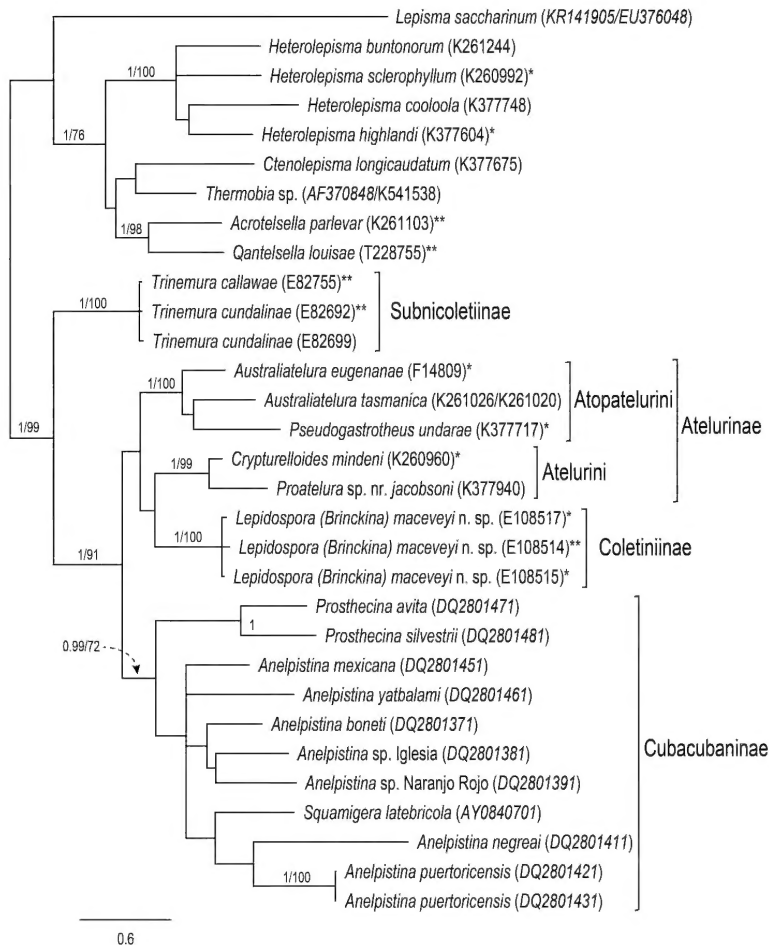 Lepisma saccharinum (KR141905/EU376048)
Heterolepisma buntonorum (K261244)
1/100
Heterolepisma sclerophyllum (K260992)*
Heterolepisma cooloola (K377748)
1/76
Heterolepisma highlandi (K377604)*
Ctenolepisma longicaudatum (K377675)
Thermobia sp. (AF370848/K541538)
Acrotelsella parlevar (K261103)**
1/98
Qantelsella louisae (T228755)**
Trinemura callawae (E82755)**
1/100
Trinemura cundalinae (E82692)**
Subnicoletiinae
Trinemura cundalinae (E82699)
Australiatelura eugenanae (F14809)*
1/100
Australiatelura tasmanica (K261026/K261020)
Atopatelurini
Atelurinae
1/99
Pseudogastrotheus undarae (K377717)*
Crypturelloides mindeni (K260960)*
1/99
Atelurini
Proatelura sp. nr. jacobsoni (K377940)
Lepidospora (Brinckina) maceveyi n. sp. (E108517)*
1/100
Lepidospora (Brinckina) maceveyi n. sp. (E108514)**
Coletiniinae
1/91
Lepidospora (Brinckina) maceveyi n. sp. (E108515)*
Prosthecina avita (DQ2801471)
1
Prosthecina silvestrii (DQ2801481)
0.99/72
Anelpistina mexicana (DQ2801451)
Anelpistina yatbalami (DQ2801461)
Anelpistina boneti (DQ2801371)
Cubacubaninae
Anelpistina sp. Iglesia (DQ2801381)
Anelpistina sp. Naranjo Rojo (DQ2801391)
Squamigera latebricola (AY0840701)
Anelpistina negreai (DQ2801411)
1/100
Anelpistina puertoricensis (DQ2801421)
Anelpistina puertoricensis (DQ2801431)
0.6